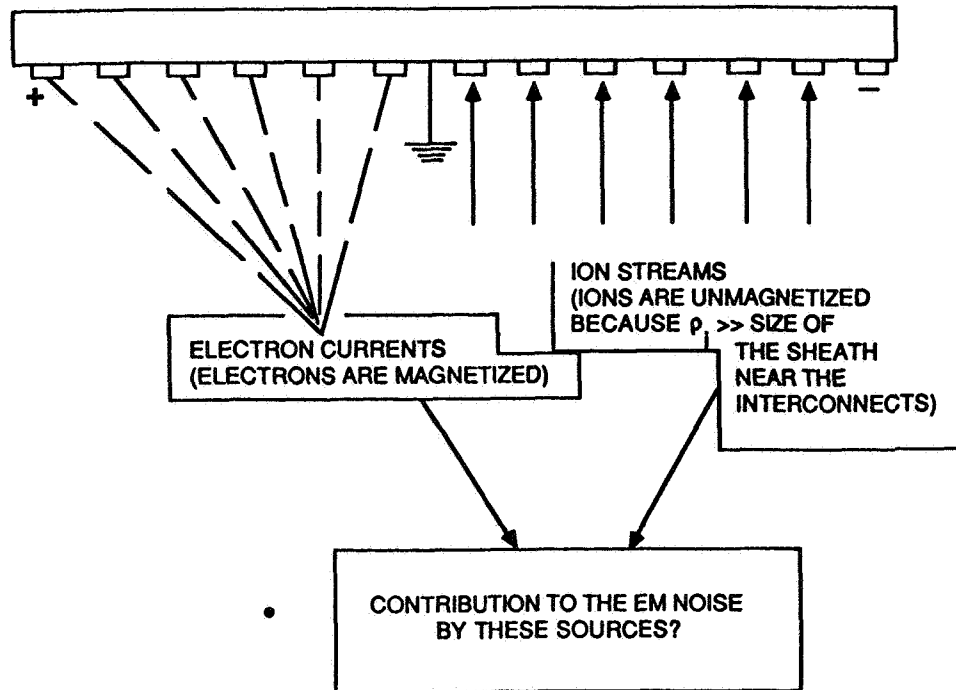 +
−
ION STREAMS
(IONS ARE UNMAGNETIZED
BECAUSE ρi >> SIZE OF
THE SHEATH
NEAR THE
INTERCONNECTS)
ELECTRON CURRENTS
(ELECTRONS ARE MAGNETIZED)
• CONTRIBUTION TO THE EM NOISE
BY THESE SOURCES?